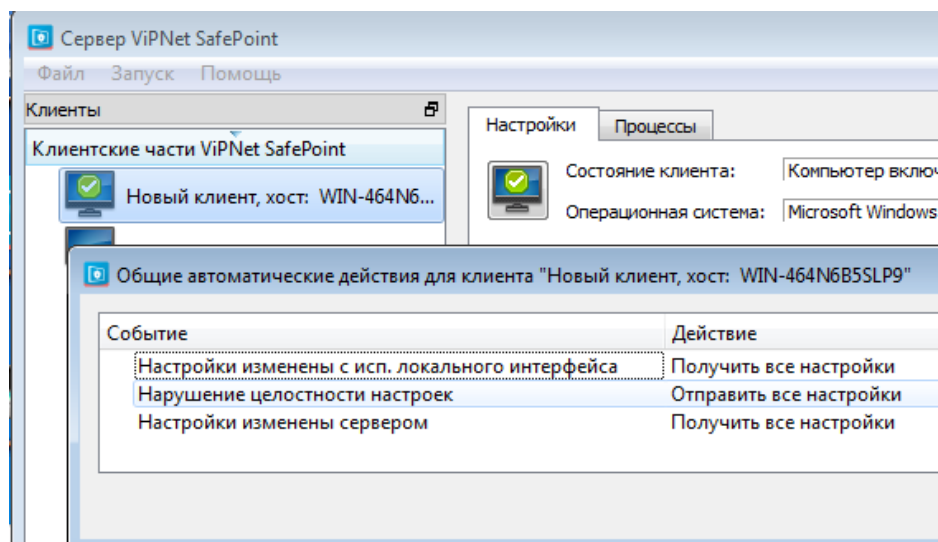 Сервер ViPNet SafePoint
Файл Запуск Помощь
Клиенты
Клиентские части ViPNet SafePoint
Новый клиент, хост: WIN-464N6...
Настройки Процессы
Состояние клиента: Компьютер включ
Операционная система: Microsoft Windows
Общие автоматические действия для клиента "Новый клиент, хост: WIN-464N6B5SLP9"
Событие Действие
Настройки изменены с исп. локального интерфейса Получить все настройки
Нарушение целостности настроек Отправить все настройки
Настройки изменены сервером Получить все настройки